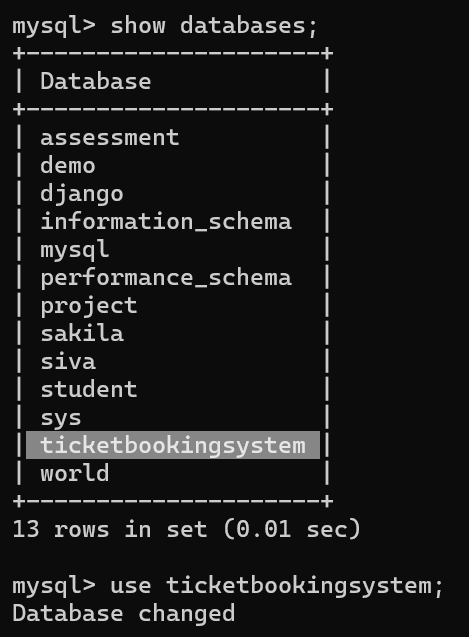 mysql> show databases;
+---------------------+
| Database            |
+---------------------+
| assessment          |
| demo                |
| django              |
| information_schema  |
| mysql               |
| performance_schema  |
| project             |
| sakila              |
| siva                |
| student             |
| sys                 |
| ticketbookingsystem |
| world               |
+---------------------+
13 rows in set (0.01 sec)

mysql> use ticketbookingsystem;
Database changed